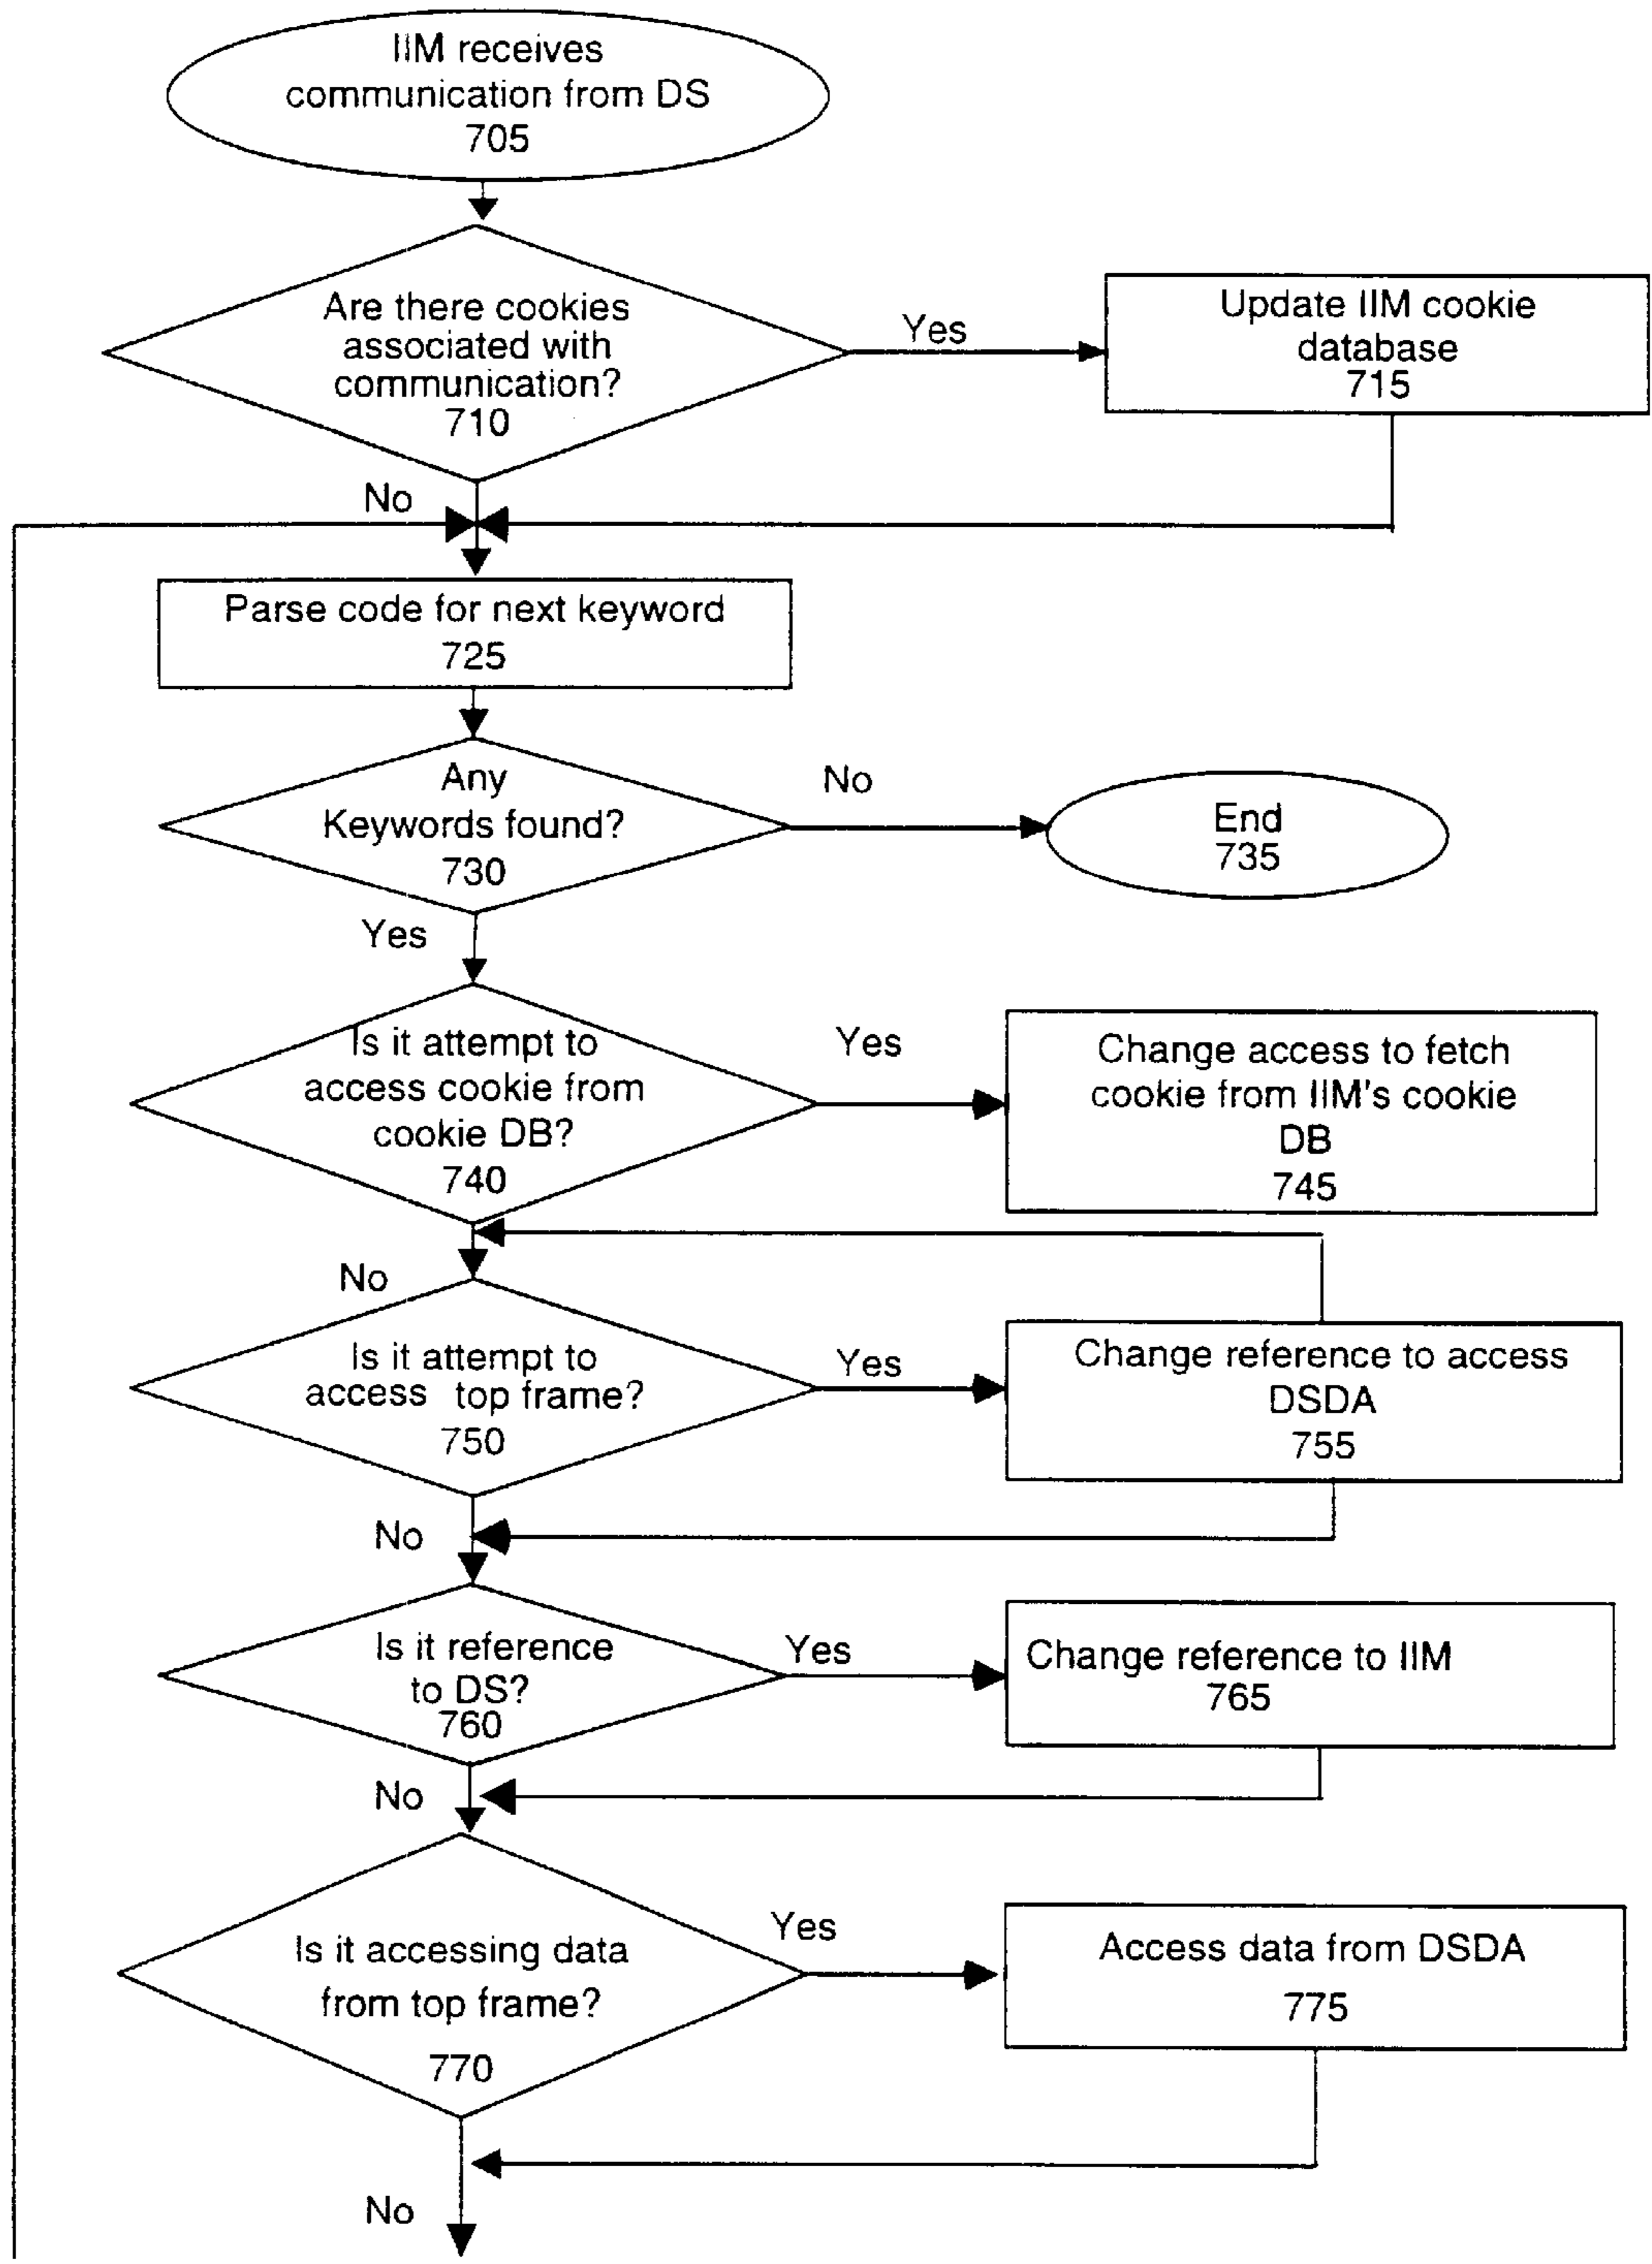 IIM receives
communication from DS
705
Are there cookies
associated with
communication?
710
Yes
Update IIM cookie
database
715
No
Parse code for next keyword
725
Any
Keywords found?
730
No
End
735
Yes
Is it attempt to
access cookie from
cookie DB?
740
Yes
Change access to fetch
cookie from IIM's cookie
DB
745
No
Is it attempt to
access top frame?
750
Yes
Change reference to access
DSDA
755
No
Is it reference
to DS?
760
Yes
Change reference to IIM
765
No
Is it accessing data
from top frame?
770
Yes
Access data from DSDA
775
No